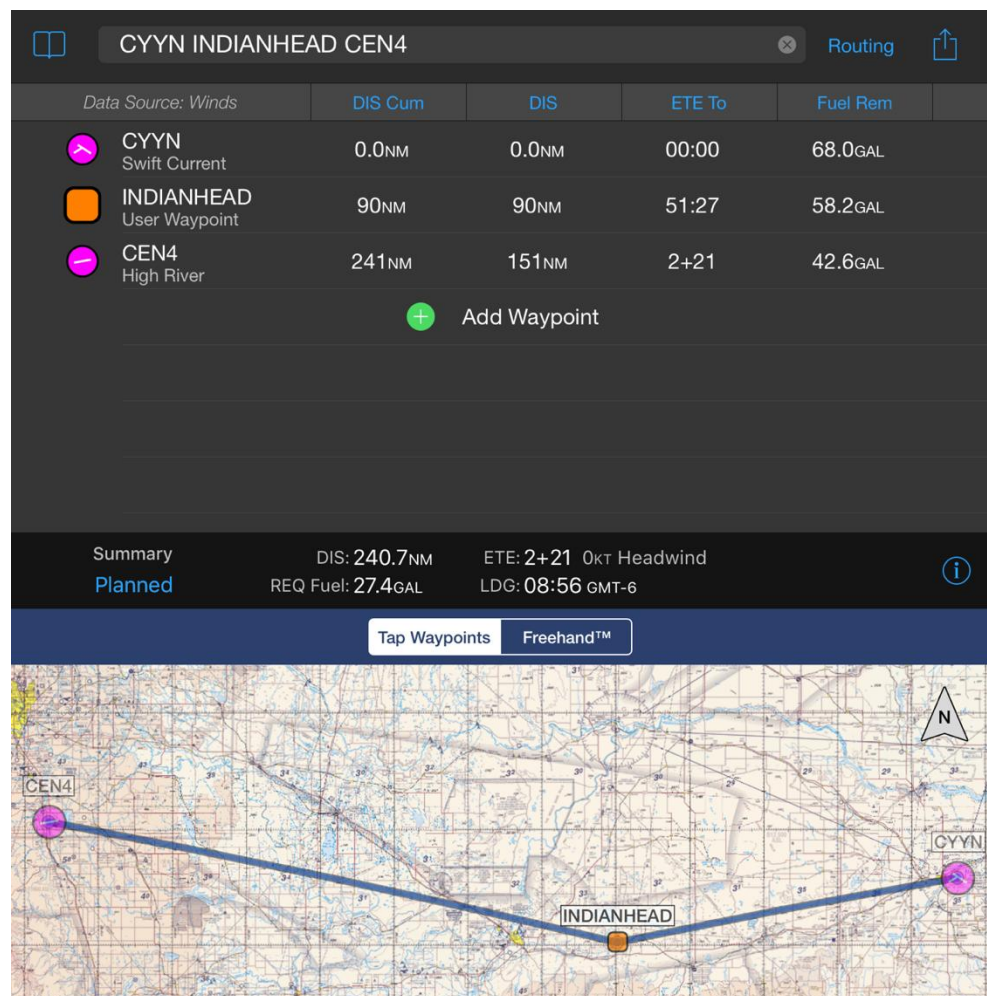 CYYN INDIANHEAD CEN4
Routing
Data Source: Winds DIS Cum DIS ETE To Fuel Rem
CYYN 0.0NM 0.0NM 00:00 68.0GAL
Swift Current
INDIANHEAD 90NM 90NM 51:27 58.2GAL
User Waypoint
CEN4 241NM 151NM 2+21 42.6GAL
High River
Add Waypoint
Summary DIS: 240.7NM ETE: 2+21 0KT Headwind
Planned REQ Fuel: 27.4GAL LDG: 08:56 GMT-6
Tap Waypoints Freehand™
N
CEN4
CYYN
INDIANHEAD